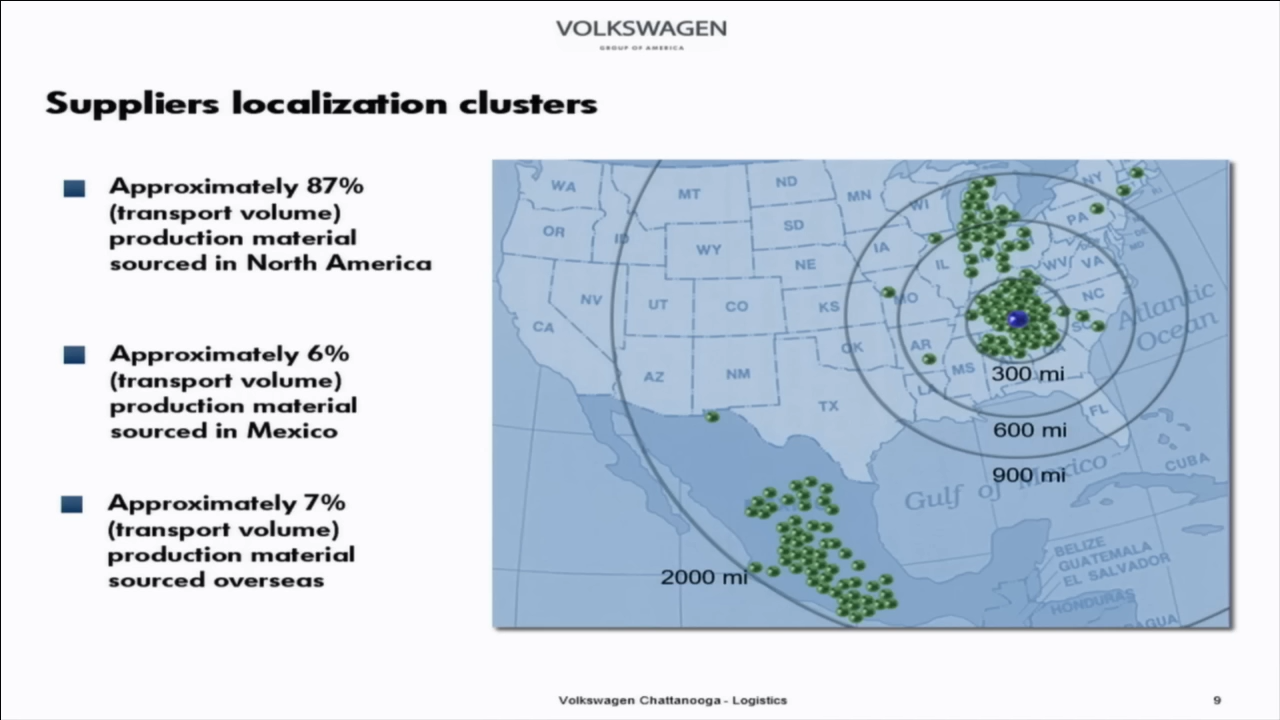 VOLKSWAGEN
GROUP OF AMERICA
Suppliers localization clusters
Approximately 87%
(transport volume)
production material
sourced in North America
Approximately 6%
(transport volume)
production material
sourced in Mexico
Approximately 7%
(transport volume)
production material
sourced overseas
WA
MT
ND
MN
WI
NY
OR
ID
SD
PA
WY
IA
NE
IL
WV
VA
DE
MD
NV
UT
CO
KS
MO
NC
CA
SC
Atlantic
Ocean
OK
AR
AZ
NM
MS
300 mi
LA
TX
FL
600 mi
900 mi
Gulf of Mexico
CUBA
2000 mi
BELIZE
GUATEMALA
EL SALVADOR
HONDURAS
Volkswagen Chattanooga - Logistics
9